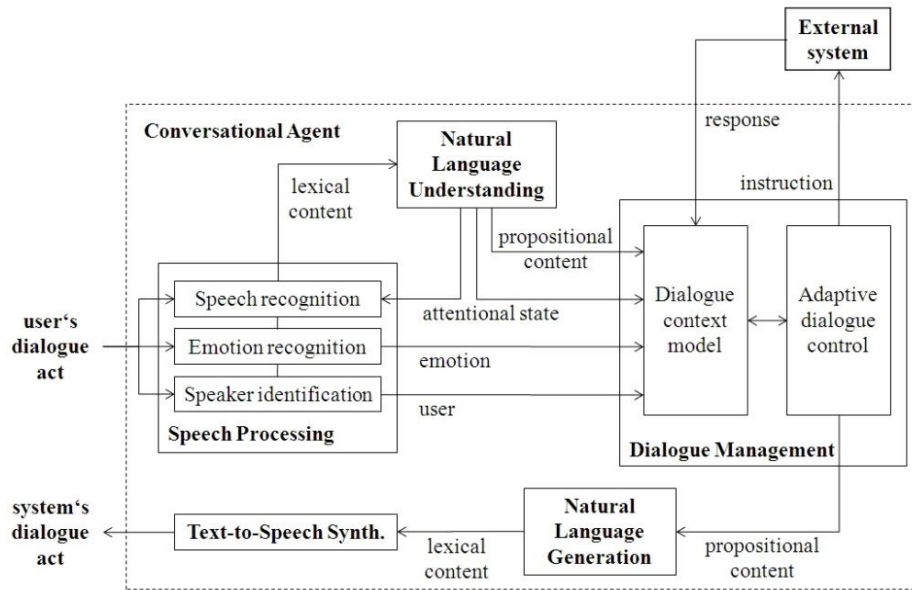 External
system
Conversational Agent
Natural
Language
Understanding
response
lexical
content
instruction
propositional
content
Speech recognition
attentional state
Dialogue
context
model
Adaptive
dialogue
control
user‘s
dialogue
act
Emotion recognition
emotion
Speaker identification
user
Speech Processing
Dialogue Management
system‘s
dialogue
act
Text-to-Speech Synth.
lexical
content
Natural
Language
Generation
propositional
content